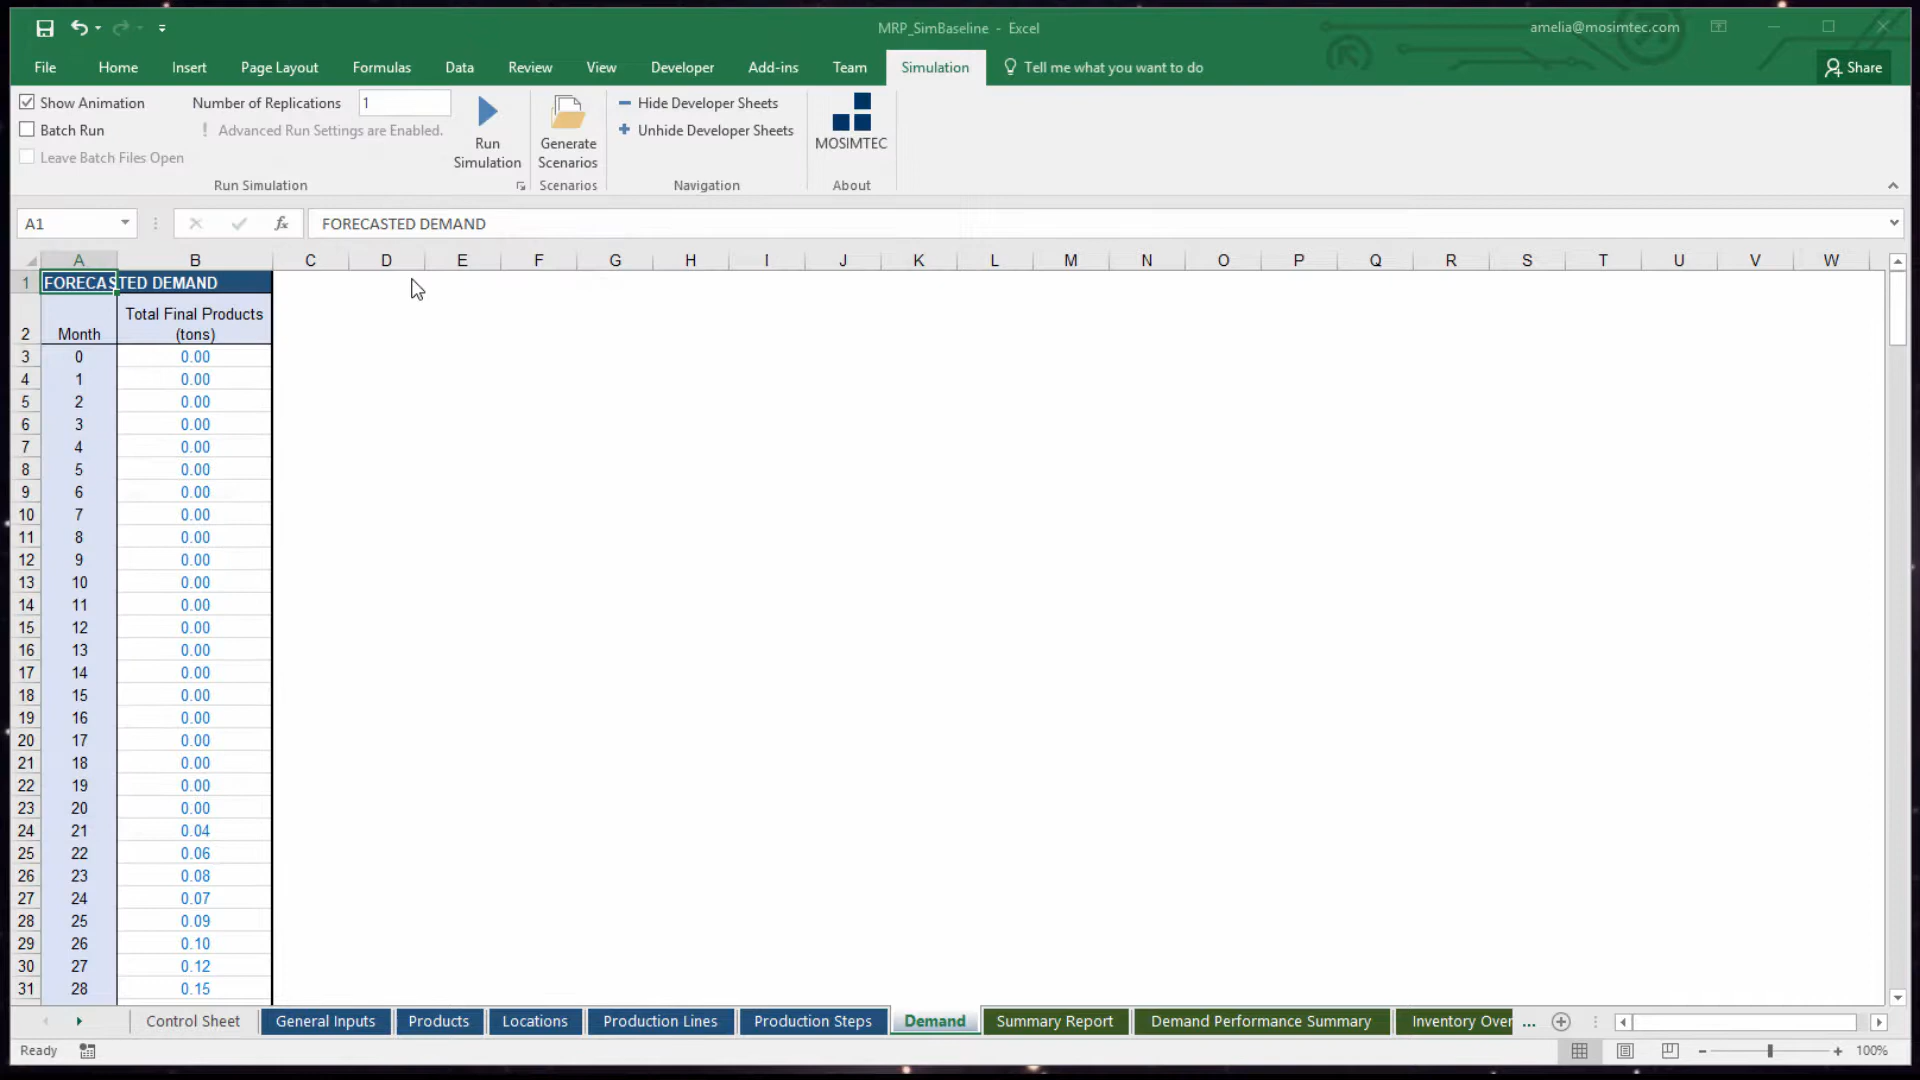 MRP_SimBaseline - Excel
amelia@mosimtec.com
File Home Insert Page Layout Formulas Data Review View Developer Add-ins Team Simulation Tell me what you want to do Share
Show Animation
Batch Run
Leave Batch Files Open
Number of Replications 1
! Advanced Run Settings are Enabled.
Run
Simulation
Run Simulation
Generate
Scenarios
Scenarios
Hide Developer Sheets
Unhide Developer Sheets
Navigation
MOSIMTEC
About
A1 fx FORECASTED DEMAND
A B C D E F G H I J K L M N O P Q R S T U V W
1 FORECASTED DEMAND
2 Month Total Final Products
(tons)
3 0 0.00
4 1 0.00
5 2 0.00
6 3 0.00
7 4 0.00
8 5 0.00
9 6 0.00
10 7 0.00
11 8 0.00
12 9 0.00
13 10 0.00
14 11 0.00
15 12 0.00
16 13 0.00
17 14 0.00
18 15 0.00
19 16 0.00
20 17 0.00
21 18 0.00
22 19 0.00
23 20 0.00
24 21 0.04
25 22 0.06
26 23 0.08
27 24 0.07
28 25 0.09
29 26 0.10
30 27 0.12
31 28 0.15
Control Sheet General Inputs Products Locations Production Lines Production Steps Demand Summary Report Demand Performance Summary Inventory Over ...
Ready 100%